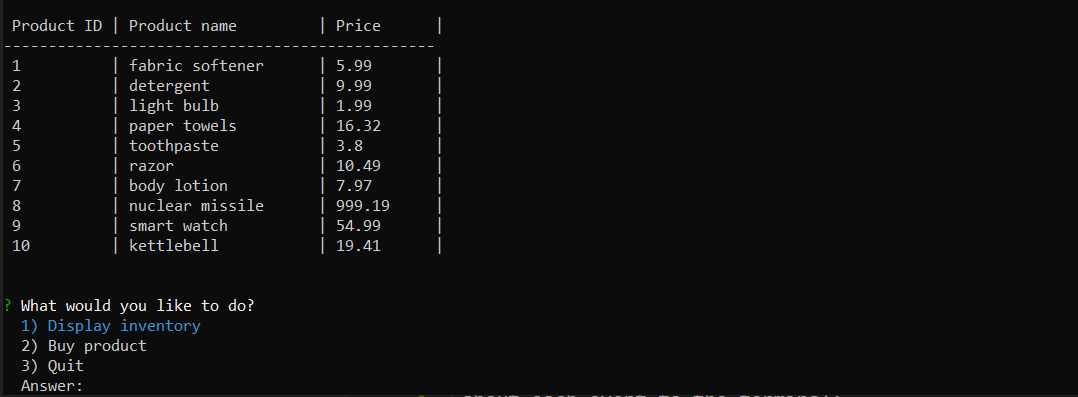 Product ID | Product name | Price |
------------------------------------------------
1 | fabric softener | 5.99 |
2 | detergent | 9.99 |
3 | light bulb | 1.99 |
4 | paper towels | 16.32 |
5 | toothpaste | 3.8 |
6 | razor | 10.49 |
7 | body lotion | 7.97 |
8 | nuclear missile | 999.19 |
9 | smart watch | 54.99 |
10 | kettlebell | 19.41 |
? What would you like to do?
1) Display inventory
2) Buy product
3) Quit
Answer: